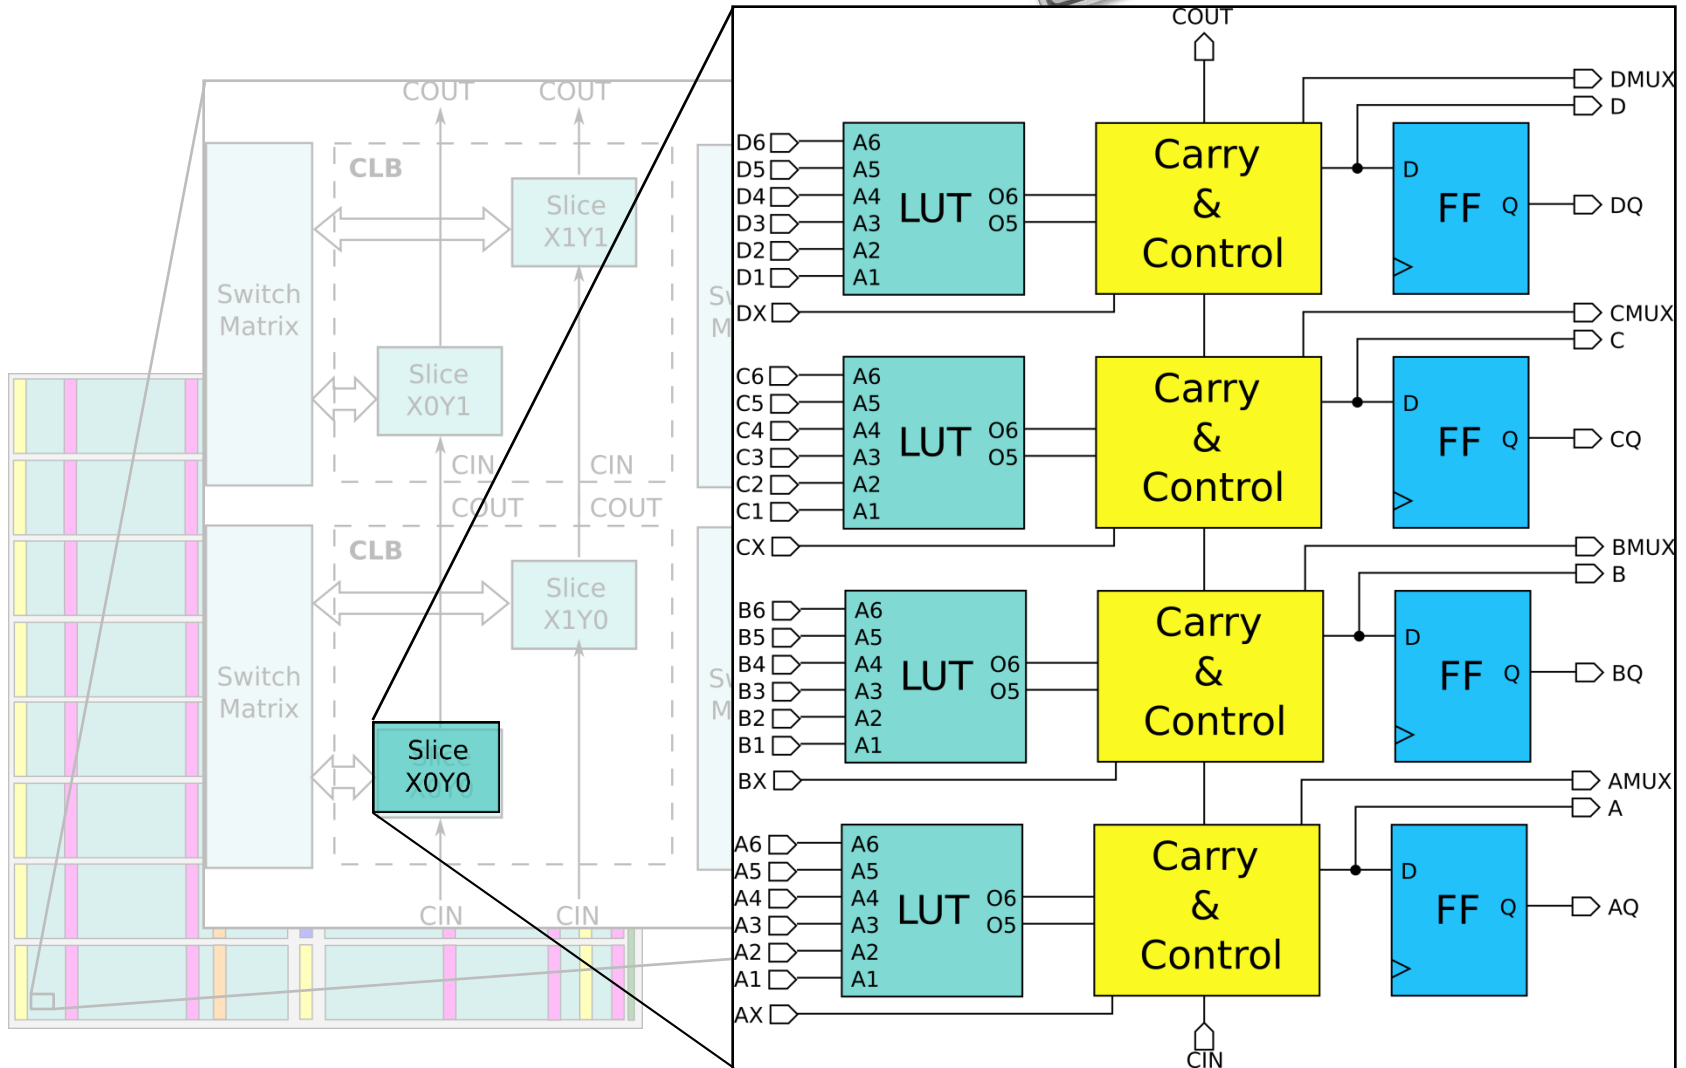 COUT
COUT
CLB
Slice
X1Y1
Switch
Matrix
Slice
X0Y1
CIN
CIN
COUT
COUT
CLB
Slice
X1Y0
Switch
Matrix
Slice
X0Y0
CIN
CIN
COUT
DMUX
D
D6
D5
D4
D3
D2
D1
DX
A6
A5
A4
A3
A2
A1
LUT
O6
O5
Carry
&
Control
D
FF
Q
DQ
CMUX
C
C6
C5
C4
C3
C2
C1
CX
A6
A5
A4
A3
A2
A1
LUT
O6
O5
Carry
&
Control
D
FF
Q
CQ
BMUX
B
B6
B5
B4
B3
B2
B1
BX
A6
A5
A4
A3
A2
A1
LUT
O6
O5
Carry
&
Control
D
FF
Q
BQ
AMUX
A
A6
A5
A4
A3
A2
A1
AX
A6
A5
A4
A3
A2
A1
LUT
O6
O5
Carry
&
Control
D
FF
Q
AQ
CIN